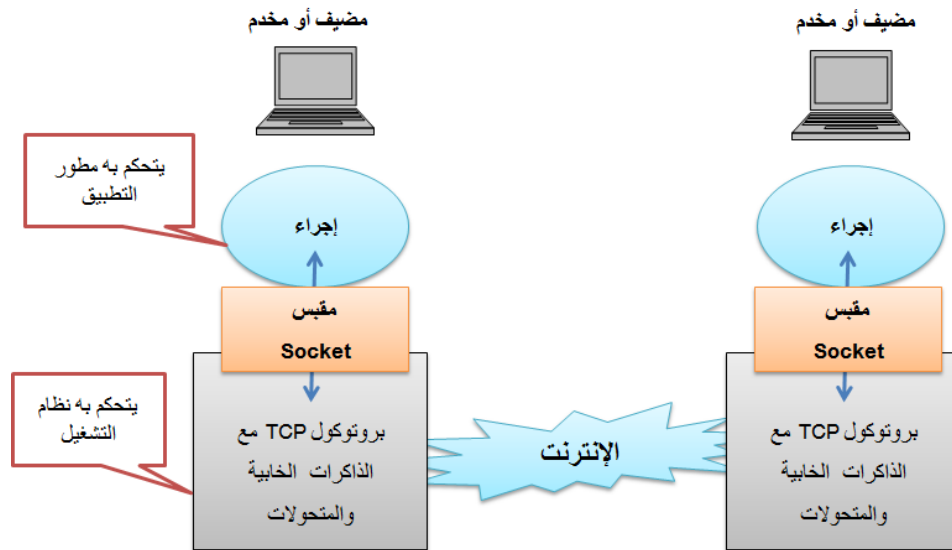 مضيف أو مخدم
مضيف أو مخدم
يتحكم به مطور
التطبيق
إجراء
إجراء
مقبس
Socket
مقبس
Socket
يتحكم به نظام
التشغيل
بروتوكول TCP مع
الذاكرات الخابية
والمتحولات
الإنترنت
بروتوكول TCP مع
الذاكرات الخابية
والمتحولات